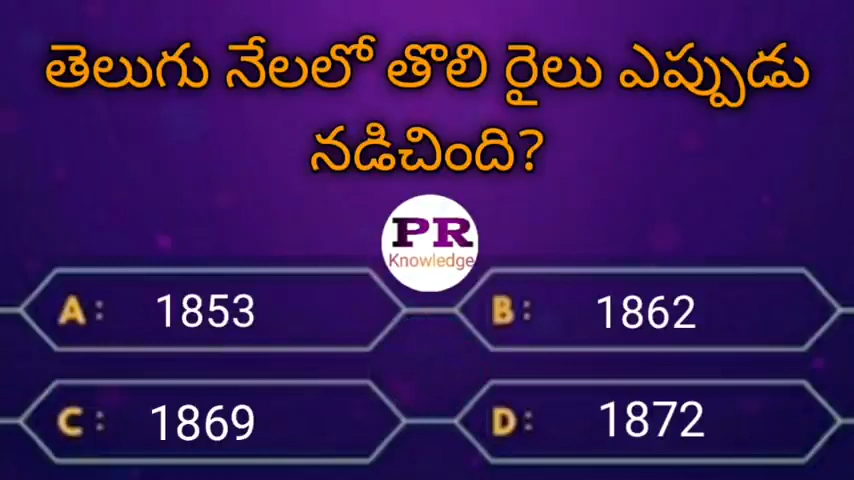 తెలుగు నేలలో తొలి రైలు ఎప్పుడు
నడిచింది?
PR
Knowledge
A: 1853
B: 1862
C: 1869
D: 1872